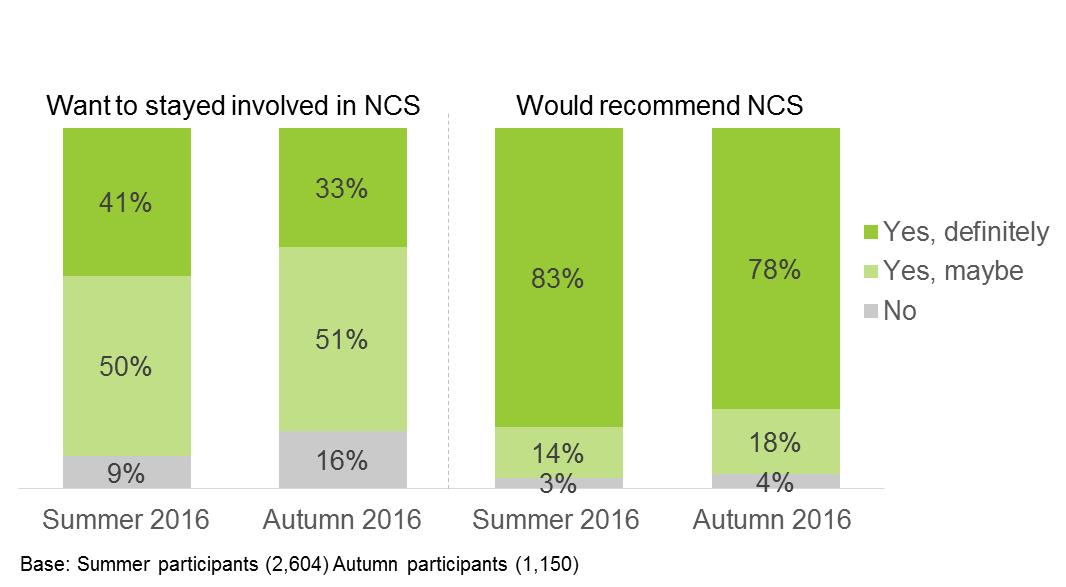 Want to stayed involved in NCS
Would recommend NCS
41%
33%
83%
78%
50%
51%
14%
18%
9%
16%
3%
4%
Yes, definitely
Yes, maybe
No
Summer 2016
Autumn 2016
Summer 2016
Autumn 2016
Base: Summer participants (2,604) Autumn participants (1,150)